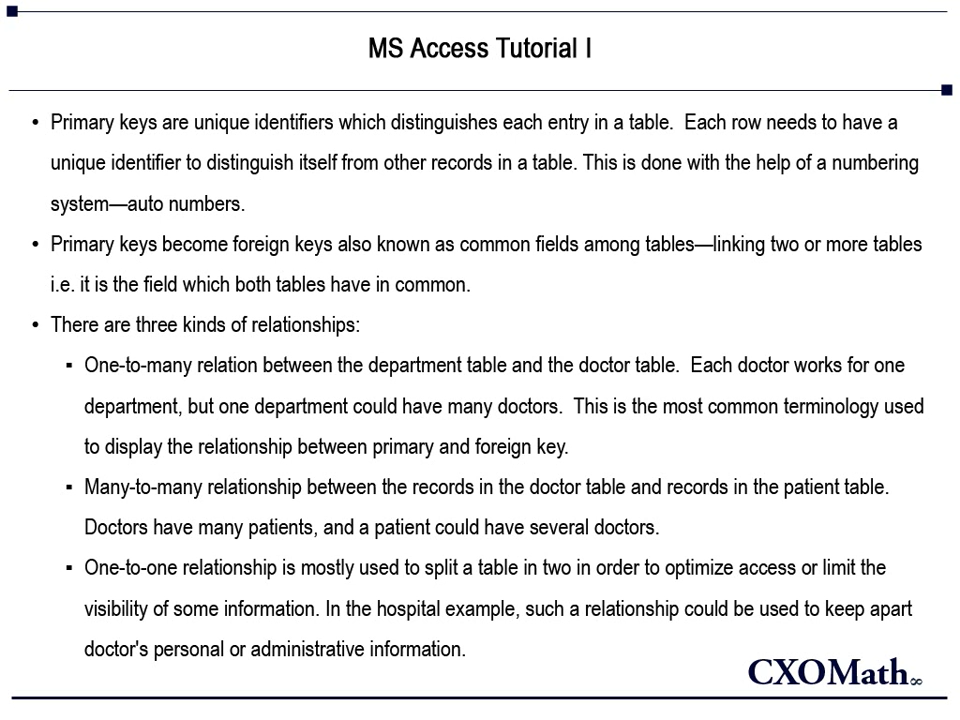 MS Access Tutorial I
• Primary keys are unique identifiers which distinguishes each entry in a table.  Each row needs to have a
unique identifier to distinguish itself from other records in a table. This is done with the help of a numbering
system—auto numbers.
• Primary keys become foreign keys also known as common fields among tables—linking two or more tables
i.e. it is the field which both tables have in common.
• There are three kinds of relationships:
▪ One-to-many relation between the department table and the doctor table.  Each doctor works for one
department, but one department could have many doctors.  This is the most common terminology used
to display the relationship between primary and foreign key.
▪ Many-to-many relationship between the records in the doctor table and records in the patient table.
Doctors have many patients, and a patient could have several doctors.
▪ One-to-one relationship is mostly used to split a table in two in order to optimize access or limit the
visibility of some information. In the hospital example, such a relationship could be used to keep apart
doctor's personal or administrative information.
CXOMath∞